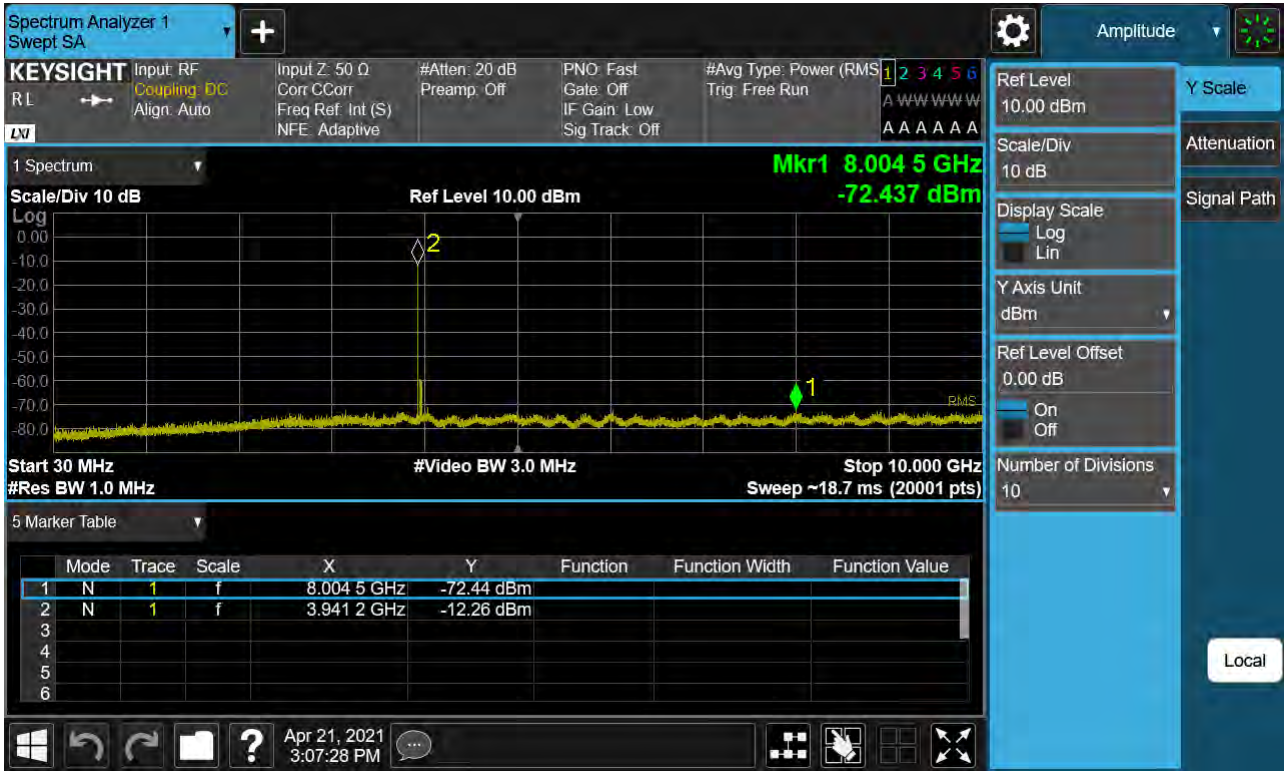 Spectrum Analyzer 1
Swept SA
Amplitude
KEYSIGHT
RL
LXI
Input: RF
Coupling: DC
Align: Auto
Input Z: 50 Ω
Corr CCorr
Freq Ref: Int (S)
NFE: Adaptive
#Atten: 20 dB
Preamp: Off
PNO: Fast
Gate: Off
IF Gain: Low
Sig Track: Off
#Avg Type: Power (RMS
Trig: Free Run
1 2 3 4 5 6
A W W W W W
A A A A A A
1 Spectrum
Mkr1 8.004 5 GHz
-72.437 dBm
Scale/Div 10 dB
Ref Level 10.00 dBm
Log
0.00
-10.0
-20.0
-30.0
-40.0
-50.0
-60.0
-70.0
-80.0
2
1
RMS
Start 30 MHz
#Video BW 3.0 MHz
Stop 10.000 GHz
#Res BW 1.0 MHz
Sweep ~18.7 ms (20001 pts)
5 Marker Table
Mode Trace Scale X Y Function Function Width Function Value
1 N 1 f 8.004 5 GHz -72.44 dBm
2 N 1 f 3.941 2 GHz -12.26 dBm
3
4
5
6
Ref Level
10.00 dBm
Scale/Div
10 dB
Display Scale
Log
Lin
Y Axis Unit
dBm
Ref Level Offset
0.00 dB
On
Off
Number of Divisions
10
Y Scale
Attenuation
Signal Path
Local
?
Apr 21, 2021
3:07:28 PM